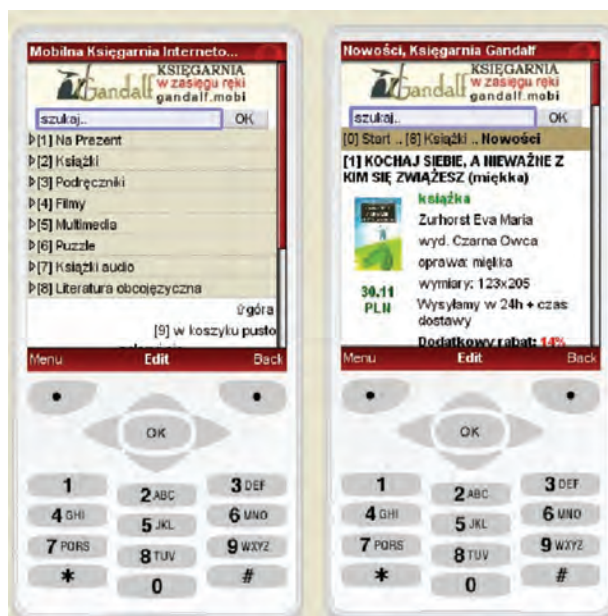 Mobilna Księgarnia Interneto...
Gandalf KSIĘGARNIA
w zasięgu ręki
gandalf.mobi
szukaj.. OK
[1] Na Prezent
[2] Książki
[3] Podręczniki
[4] Filmy
[5] Multimedia
[6] Puzzle
[7] Książki audio
[8] Literatura obcojęzyczna
⇧góra
[9] w koszyku pusto
Menu Edit Back
OK
1 2 ABC 3 DEF
4 GHI 5 JKL 6 MNO
7 PQRS 8 TUV 9 WXYZ
* 0 #
Nowości, Księgarnia Gandalf
Gandalf KSIĘGARNIA
w zasięgu ręki
gandalf.mobi
szukaj.. OK
[0] Start .. [8] Książki .. Nowości
[1] KOCHAJ SIEBIE, A NIEWAŻNE Z
KIM SIĘ ZWIĄŻESZ (miękka)
książka
Zurhorst Eva Maria
wyd. Czarna Owca
oprawa: miękka
wymiary: 123x205
30.11
PLN
Wysyłamy w 24h + czas
dostawy
Dodatkowy rabat: 14%
Menu Edit Back
OK
1 2 ABC 3 DEF
4 GHI 5 JKL 6 MNO
7 PQRS 8 TUV 9 WXYZ
* 0 #